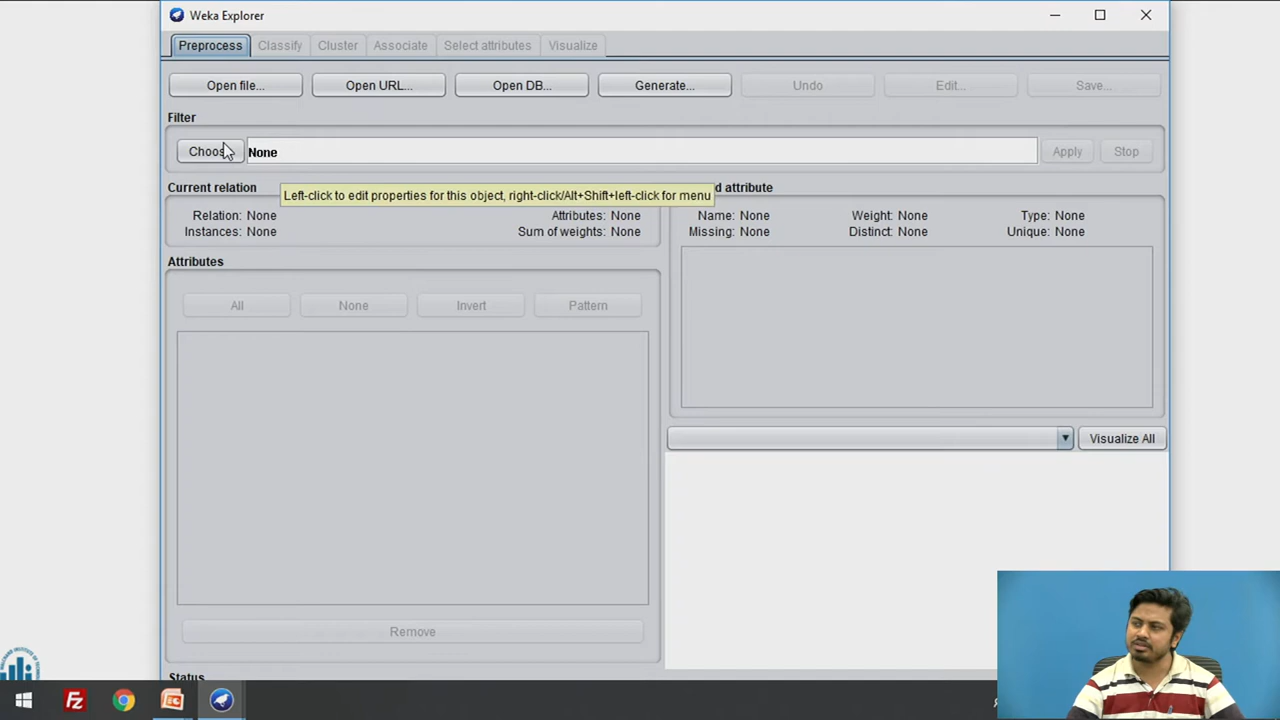 Weka Explorer
Preprocess Classify Cluster Associate Select attributes Visualize
Open file... Open URL... Open DB... Generate... Undo Edit... Save...
Filter
Choos None Apply Stop
Current relation d attribute
Left-click to edit properties for this object, right-click/Alt+Shift+left-click for menu
Relation: None Attributes: None Name: None Weight: None Type: None
Instances: None Sum of weights: None Missing: None Distinct: None Unique: None
Attributes
All None Invert Pattern
Visualize All
Remove
Status
Fz